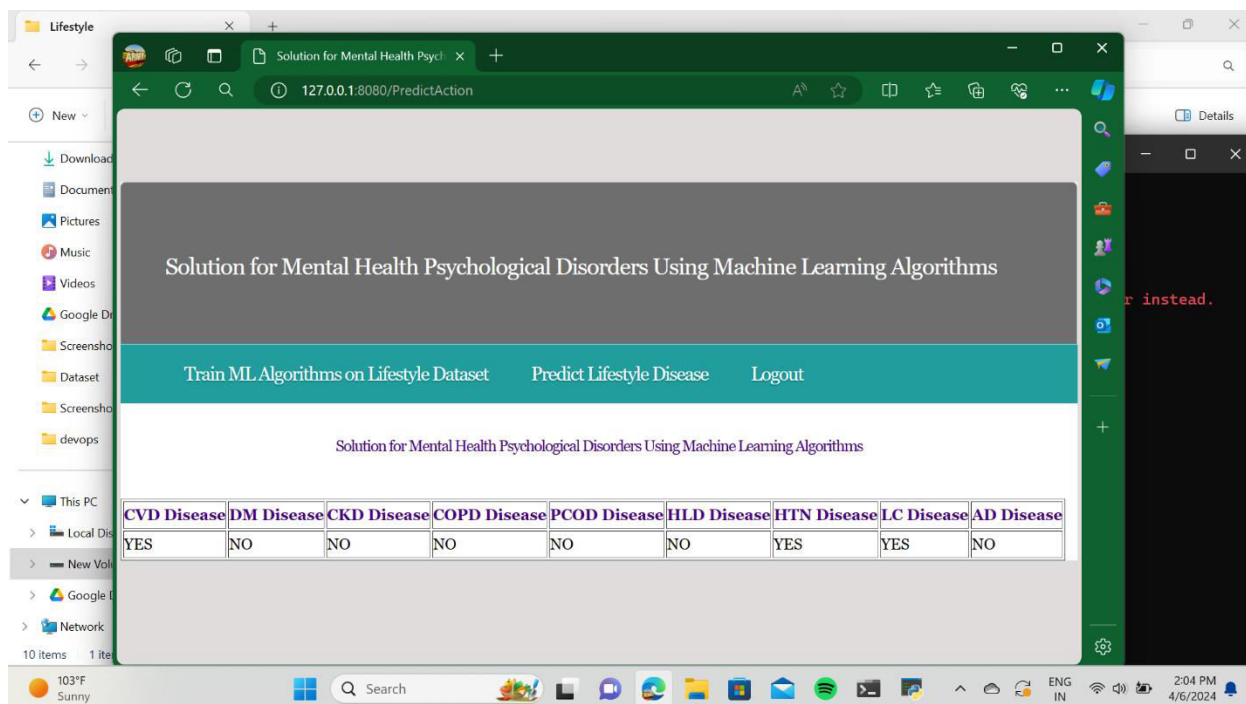 Lifestyle
Solution for Mental Health Psych
127.0.0.1:8080/PredictAction
New
Details
Download
Document
Pictures
Music
Videos
Google Dr
Screensho
Dataset
Screensho
devops
This PC
Local Dis
New Volu
Google D
Network
10 items 1 ite
Solution for Mental Health Psychological Disorders Using Machine Learning Algorithms
Train ML Algorithms on Lifestyle Dataset Predict Lifestyle Disease Logout
Solution for Mental Health Psychological Disorders Using Machine Learning Algorithms
CVD Disease DM Disease CKD Disease COPD Disease PCOD Disease HLD Disease HTN Disease LC Disease AD Disease
YES NO NO NO NO NO YES YES NO
r instead.
103°F
Sunny
Search
ENG
IN
2:04 PM
4/6/2024